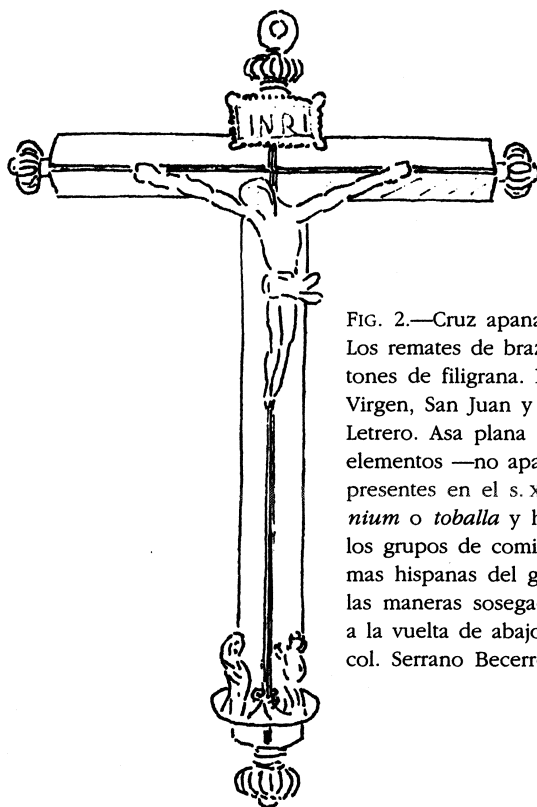 INRI
FIG. 2.—Cruz apana
Los remates de braz
tones de filigrana.
Virgen, San Juan y
Letrero. Asa plana
elementos —no apa
presentes en el s. x
nium o toballa y h
los grupos de comi
mas hispanas del g
las maneras sosega
a la vuelta de abajo
col. Serrano Becerr